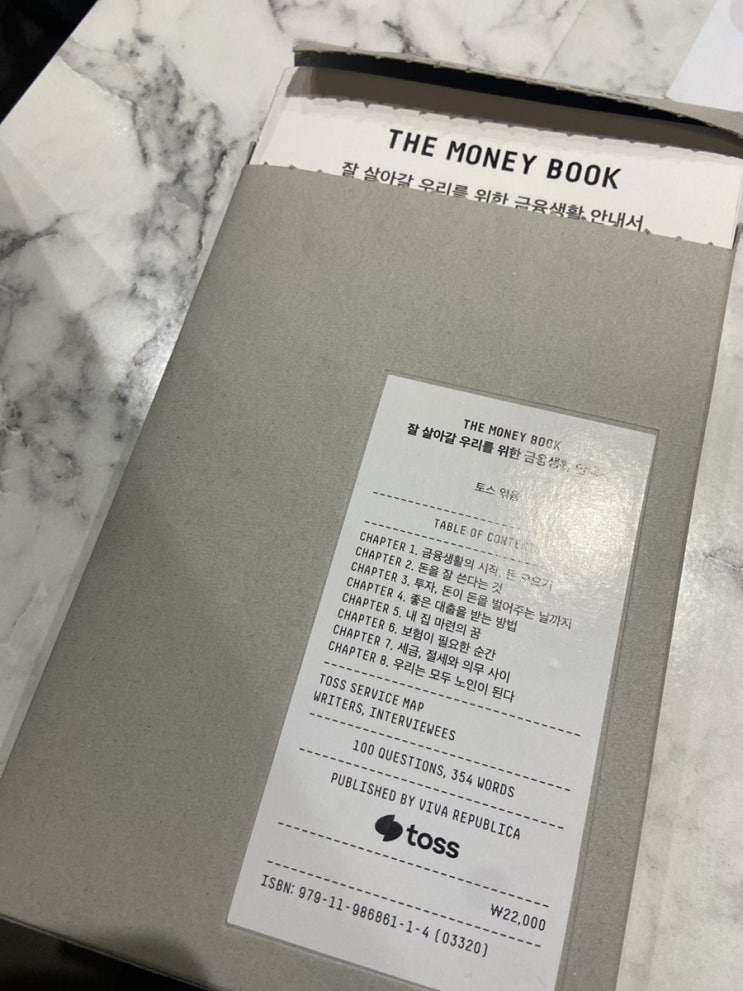 THE MONEY BOOK
잘 살아갈 우리를 위한 금융생활 안내서
THE MONEY BOOK
잘 살아갈 우리를 위한 금융생활
토스 엮음
TABLE OF
CHAPTER 1. 금융생활의 시작, 돈 모으기
CHAPTER 2. 돈을 잘 쓴다는 것
CHAPTER 3. 투자, 돈이 돈을 벌어주는 날까지
CHAPTER 4. 좋은 대출을 받는 방법
CHAPTER 5. 내 집 마련의 꿈
CHAPTER 6. 보험이 필요한 순간
CHAPTER 7. 세금, 절세와 의무 사이
CHAPTER 8. 우리는 모두 노인이 된다
TOSS SERVICE MAP
WRITERS, INTERVIEWEES
100 QUESTIONS, 354 WORDS
PUBLISHED BY VIVA REPUBLICA
toss
₩22,000
ISBN: 979-11-986861-1-4 (03320)